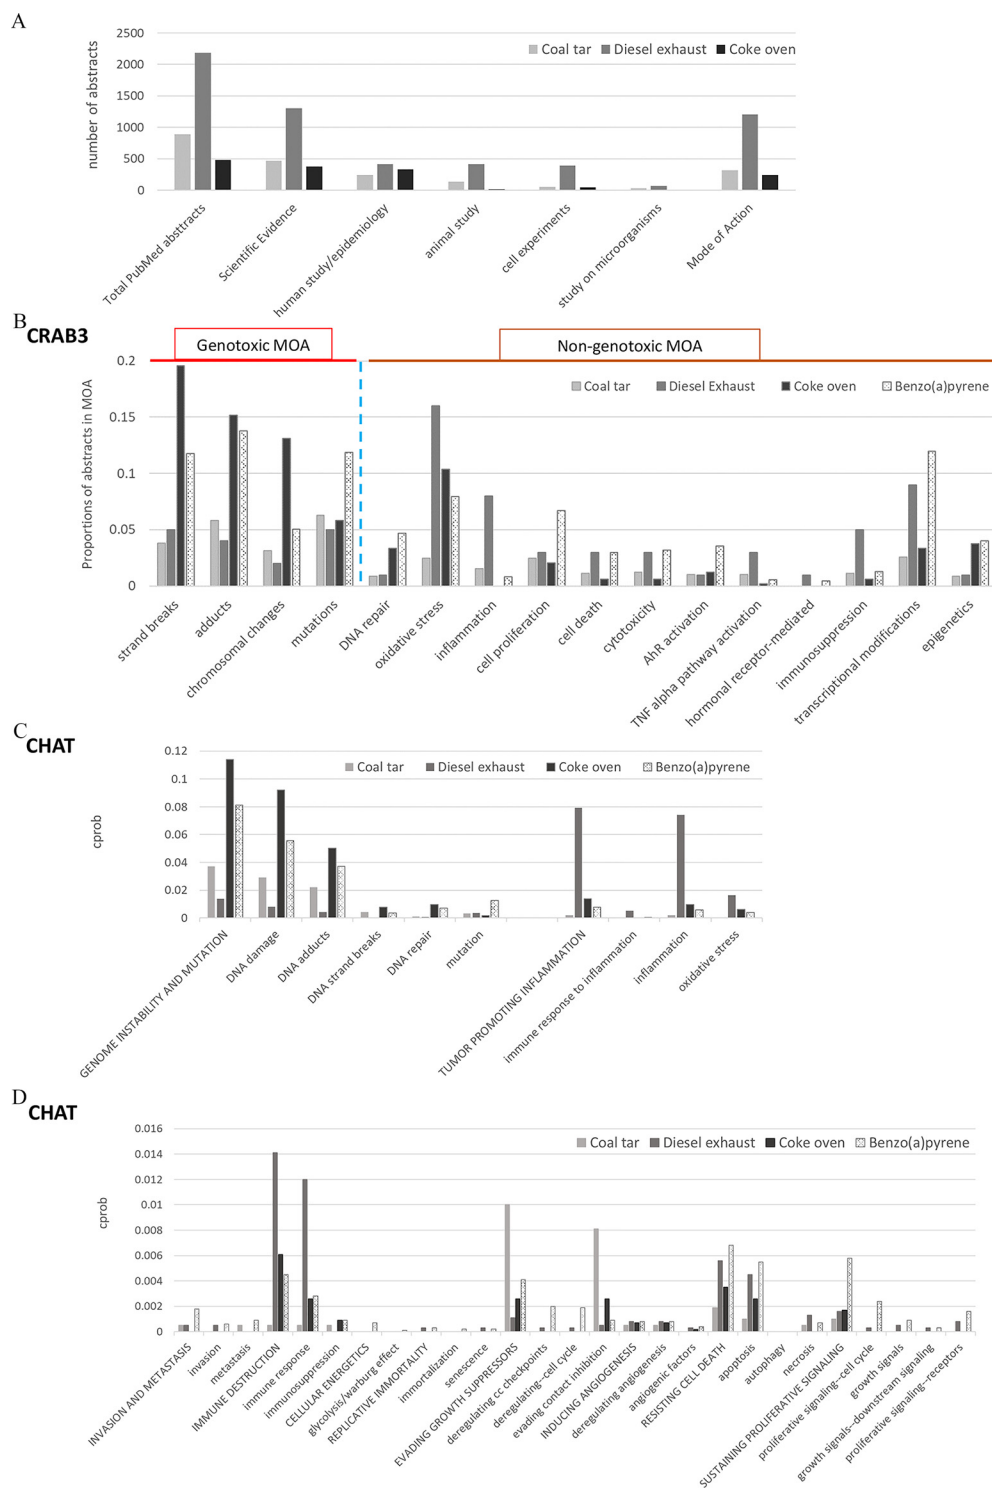 A
2500
2000
1500
1000
500
0
number of abstracts
Coal tar Diesel exhaust Coke oven
Total PubMed absttracts
Scientific Evidence
human study/epidemiology
animal study
cell experiments
study on microorganisms
Mode of Action
B
CRAB3
Genotoxic MOA
Non-genotoxic MOA
0.2
0.15
0.1
0.05
0
Proportions of abstracts in MOA
Coal tar Diesel Exhaust Coke oven Benzo(a)pyrene
strand breaks
adducts
chromosomal changes
mutations
DNA repair
oxidative stress
inflammation
cell proliferation
cell death
cytotoxicity
AhR activation
TNF alpha pathway activation
hormonal receptor-mediated
immunosuppression
transcriptional modifications
epigenetics
C
CHAT
0.12
0.1
0.08
0.06
0.04
0.02
0
cprob
Coal tar Diesel exhaust Coke oven Benzo(a)pyrene
GENOME INSTABILITY AND MUTATION
DNA damage
DNA adducts
DNA strand breaks
DNA repair
mutation
TUMOR PROMOTING INFLAMMATION
immune response to inflammation
inflammation
oxidative stress
D
CHAT
0.016
0.014
0.012
0.01
0.008
0.006
0.004
0.002
0
cprob
Coal tar Diesel exhaust Coke oven Benzo(a)pyrene
INVASION AND METASTASIS
invasion
metastasis
IMMUNE DESTRUCTION
immune response
immunosuppression
CELLULAR ENERGETICS
glycolysis/warburg effect
REPLICATIVE IMMORTALITY
immortalization
senescence
EVADING GROWTH SUPPRESSORS
deregulating cc checkpoints
deregulating--cell cycle
evading contact inhibition
INDUCING ANGIOGENESIS
deregulating angiogenesis
angiogenic factors
RESISTING CELL DEATH
apoptosis
autophagy
necrosis
SUSTAINING PROLIFERATIVE SIGNALING
proliferative signaling--cell cycle
growth signals
growth signals--downstream signaling
proliferative signaling--receptors